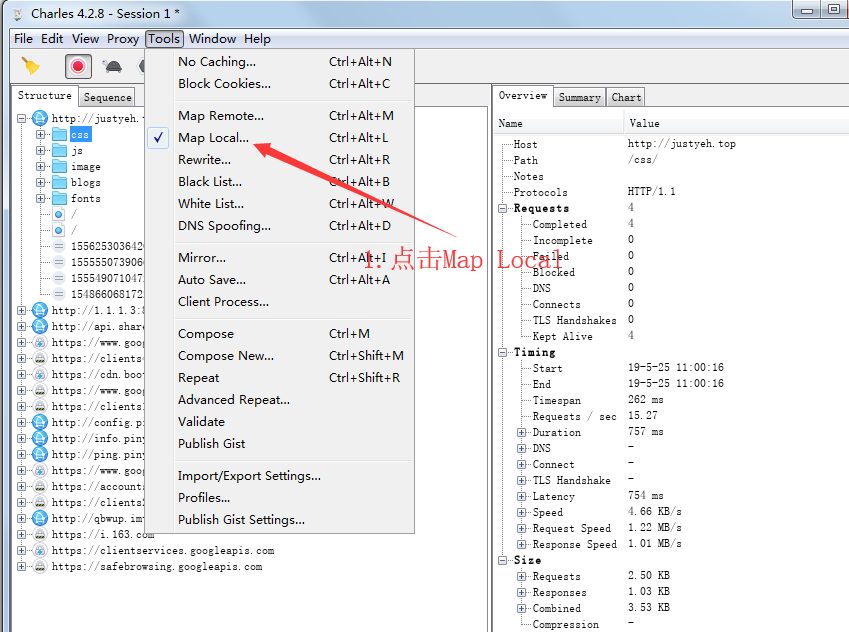 Charles 4.2.8 - Session 1 *
File Edit View Proxy Tools Window Help
Structure Sequence
http://justyeh.
css
js
image
blogs
fonts
/
/
http://1.1.1.3:
http://api.share
https://www.goog
https://clients
https://cdn.boo
https://www.goog
https://clients
http://config.pi
http://info.piny
http://ping.piny
https://www.goog
https://accounts
https://clients
http://qbwup.im
https://i.163.com
https://clientservices.googleapis.com
https://safebrowsing.googleapis.com
No Caching... Ctrl+Alt+N
Block Cookies... Ctrl+Alt+C
Map Remote... Ctrl+Alt+M
Map Local... Ctrl+Alt+L
Rewrite... Ctrl+Alt+R
Black List... Ctrl+Alt+B
White List... Ctrl+Alt+W
DNS Spoofing... Ctrl+Alt+D
Mirror... Ctrl+Alt+I
Auto Save... Ctrl+Alt+A
Client Process...
Compose Ctrl+M
Compose New... Ctrl+Shift+M
Repeat Ctrl+Shift+R
Advanced Repeat...
Validate
Publish Gist
Import/Export Settings...
Profiles...
Publish Gist Settings...
1.点击Map Local
Overview Summary Chart
Name Value
Host http://justyeh.top
Path /css/
Notes
Protocols HTTP/1.1
Requests 4
Completed 4
Incomplete 0
Failed 0
Blocked 0
DNS 0
Connects 0
TLS Handshakes 0
Kept Alive 4
Timing
Start 19-5-25 11:00:16
End 19-5-25 11:00:16
Timespan 262 ms
Requests / sec 15.27
Duration 757 ms
DNS -
Connect -
TLS Handshake -
Latency 754 ms
Speed 4.66 KB/s
Request Speed 1.22 MB/s
Response Speed 1.01 MB/s
Size
Requests 2.50 KB
Responses 1.03 KB
Combined 3.53 KB
Compression -